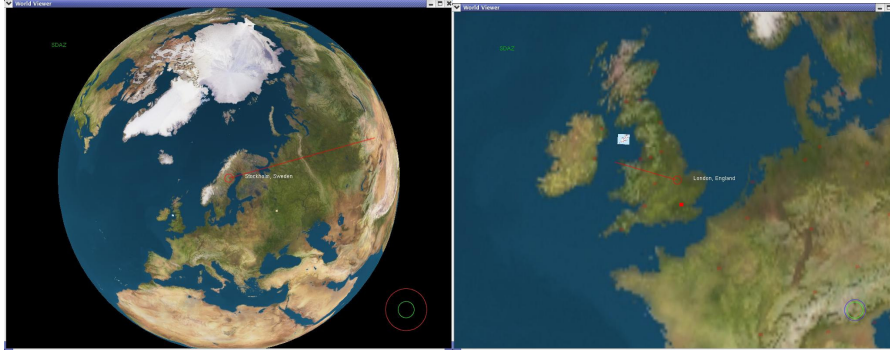 World Viewer
SDAZ
Stockholm, Sweden
World Viewer
SDAZ
London, England